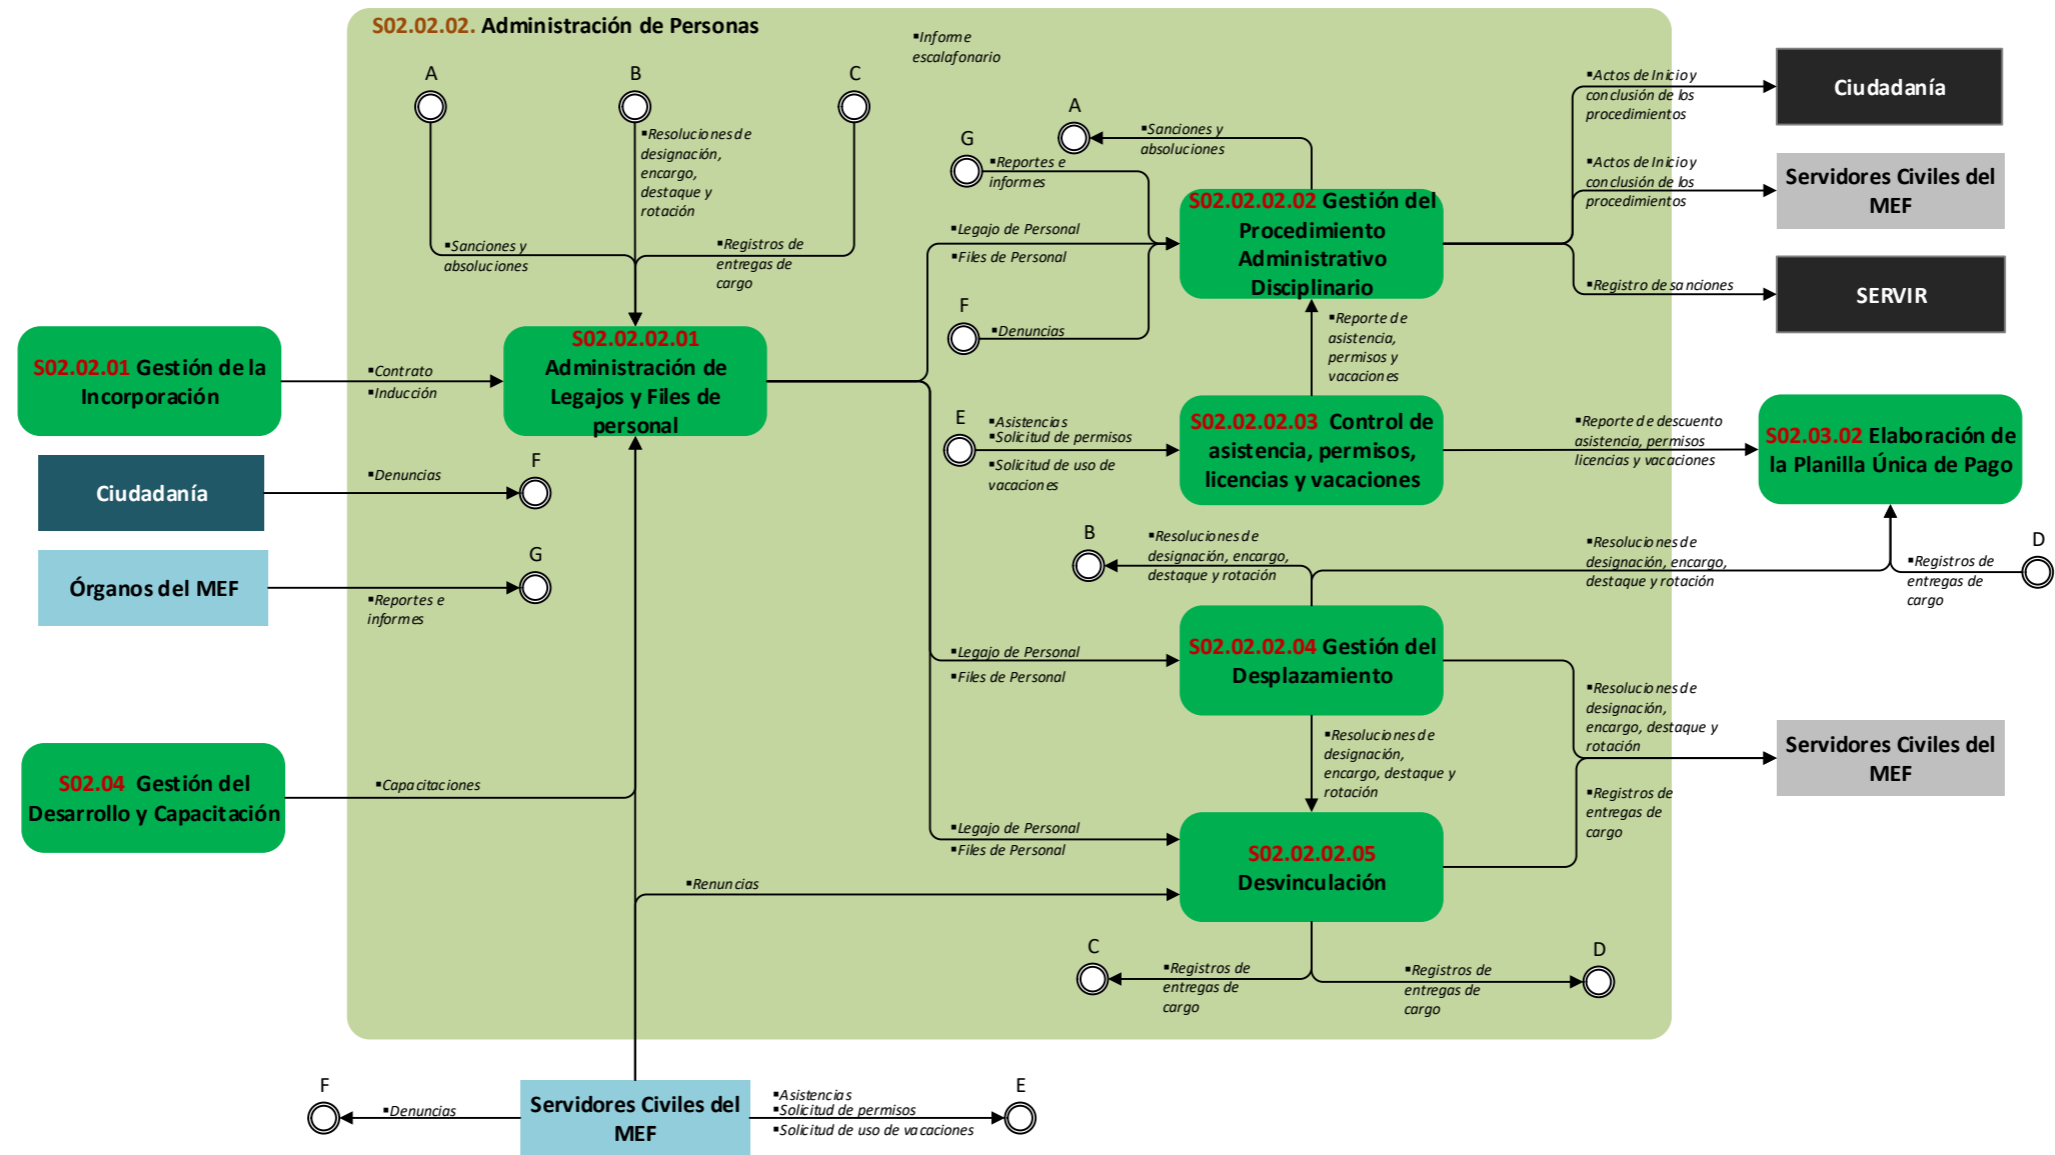 S02.02.02. Administración de Personas
▪Informe
escalafonario
A
B
C
▪Resoluciones de
designación,
encargo,
destaque y
rotación
▪Sanciones y
absoluciones
▪Registros de
entregas de
cargo
A
▪Sanciones y
absoluciones
G
▪Reportes e
informes
▪Legajo de Personal
▪Files de Personal
F
▪Denuncias
S02.02.02.02 Gestión del
Procedimiento
Administrativo
Disciplinario
▪Actos de Inicio y
conclusión de los
procedimientos
Ciudadanía
▪Actos de Inicio y
conclusión de los
procedimientos
Servidores Civiles del
MEF
▪Registro de sanciones
SERVIR
▪Reporte de
asistencia,
permisos y
vacaciones
S02.02.01 Gestión de la
Incorporación
▪Contrato
▪Inducción
S02.02.02.01
Administración de
Legajos y Files de
personal
E
▪Asistencias
▪Solicitud de permisos
▪Solicitud de uso de
vacaciones
S02.02.02.03 Control de
asistencia, permisos,
licencias y vacaciones
▪Reporte de descuento
asistencia, permisos
licencias y vacaciones
S02.03.02 Elaboración de
la Planilla Única de Pago
Ciudadanía
▪Denuncias
F
Órganos del MEF
▪Reportes e
informes
G
B
▪Resoluciones de
designación, encargo,
destaque y rotación
▪Resoluciones de
designación, encargo,
destaque y rotación
▪Registros de
entregas de
cargo
D
▪Legajo de Personal
▪Files de Personal
S02.02.02.04 Gestión del
Desplazamiento
▪Resoluciones de
designación,
encargo, destaque y
rotación
▪Resoluciones de
designación,
encargo, destaque y
rotación
Servidores Civiles del
MEF
▪Registros de
entregas de
cargo
S02.04 Gestión del
Desarrollo y Capacitación
▪Capacitaciones
▪Legajo de Personal
▪Files de Personal
▪Renuncias
S02.02.02.05
Desvinculación
C
▪Registros de
entregas de
cargo
▪Registros de
entregas de
cargo
D
F
▪Denuncias
Servidores Civiles del
MEF
▪Asistencias
▪Solicitud de permisos
▪Solicitud de uso de vacaciones
E